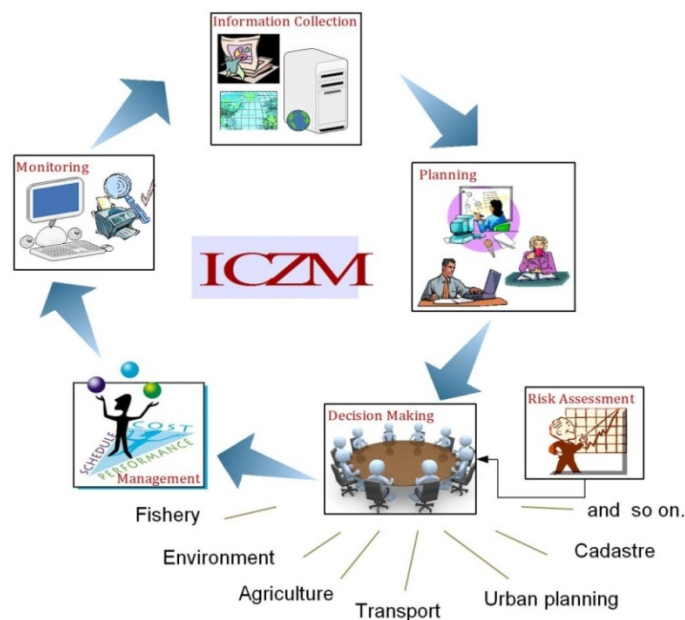 Information Collection
Monitoring
Planning
ICZM
Decision Making
Risk Assessment
SCHEDULE
COST
PERFORMANCE
Management
Fishery
and so on.
Environment
Cadastre
Agriculture
Urban planning
Transport